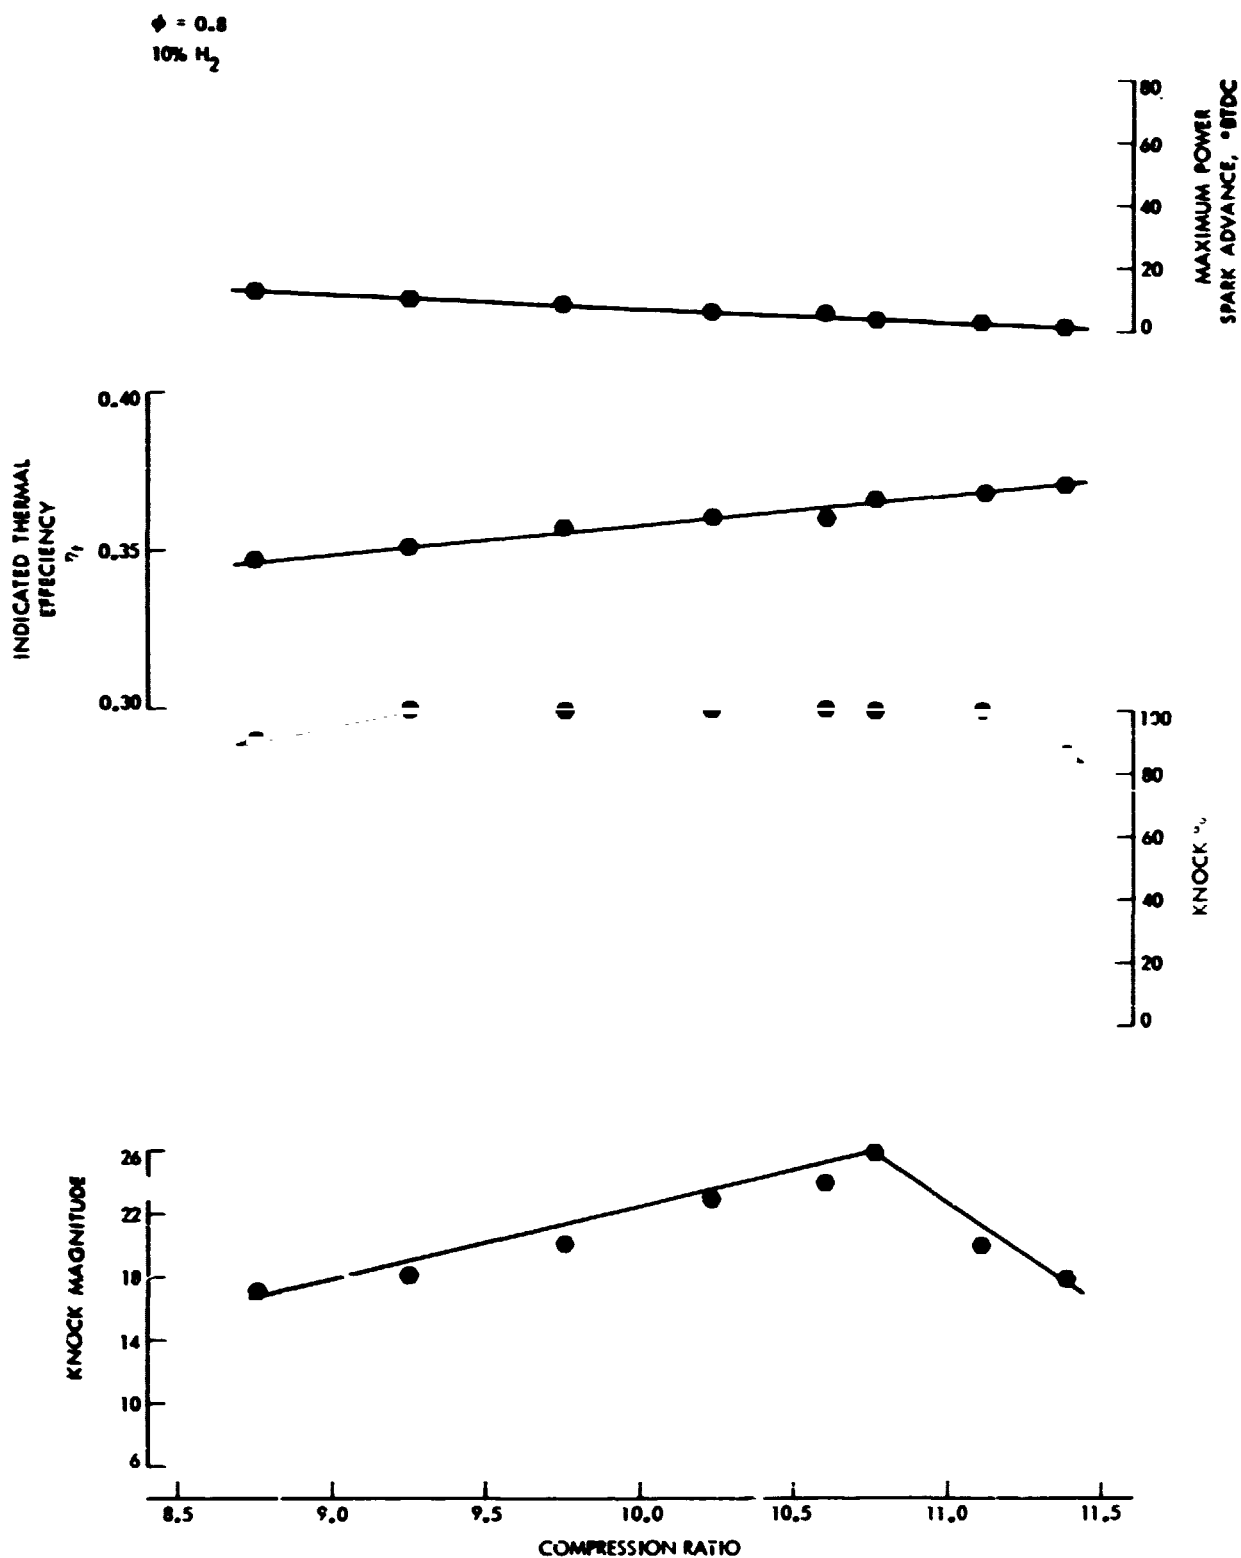 ϕ = 0.8
10% H2
80
60
40
20
0
MAXIMUM POWER
SPARK ADVANCE, °BTDC
0.40
0.35
0.30
INDICATED THERMAL
EFFECIENCY
100
80
60
40
20
0
KNOCK
26
22
18
14
10
6
KNOCK MAGNITUDE
8.5 9.0 9.5 10.0 10.5 11.0 11.5
COMPRESSION RATIO